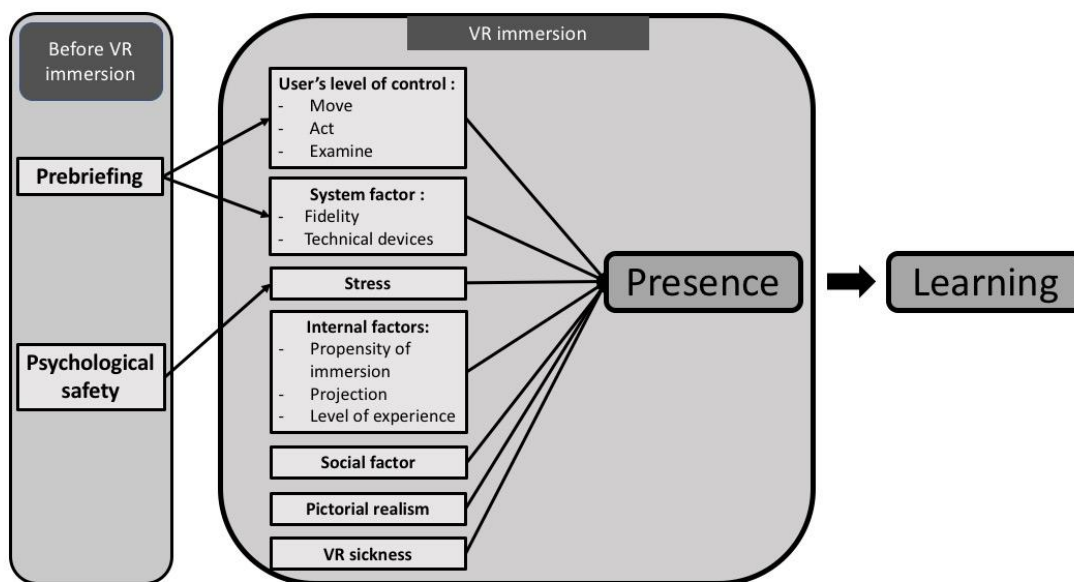 Before VR
immersion
Prebriefing
Psychological
safety
VR immersion
User’s level of control :
- Move
- Act
- Examine
System factor :
- Fidelity
- Technical devices
Stress
Internal factors:
- Propensity of
immersion
- Projection
- Level of experience
Social factor
Pictorial realism
VR sickness
Presence
Learning